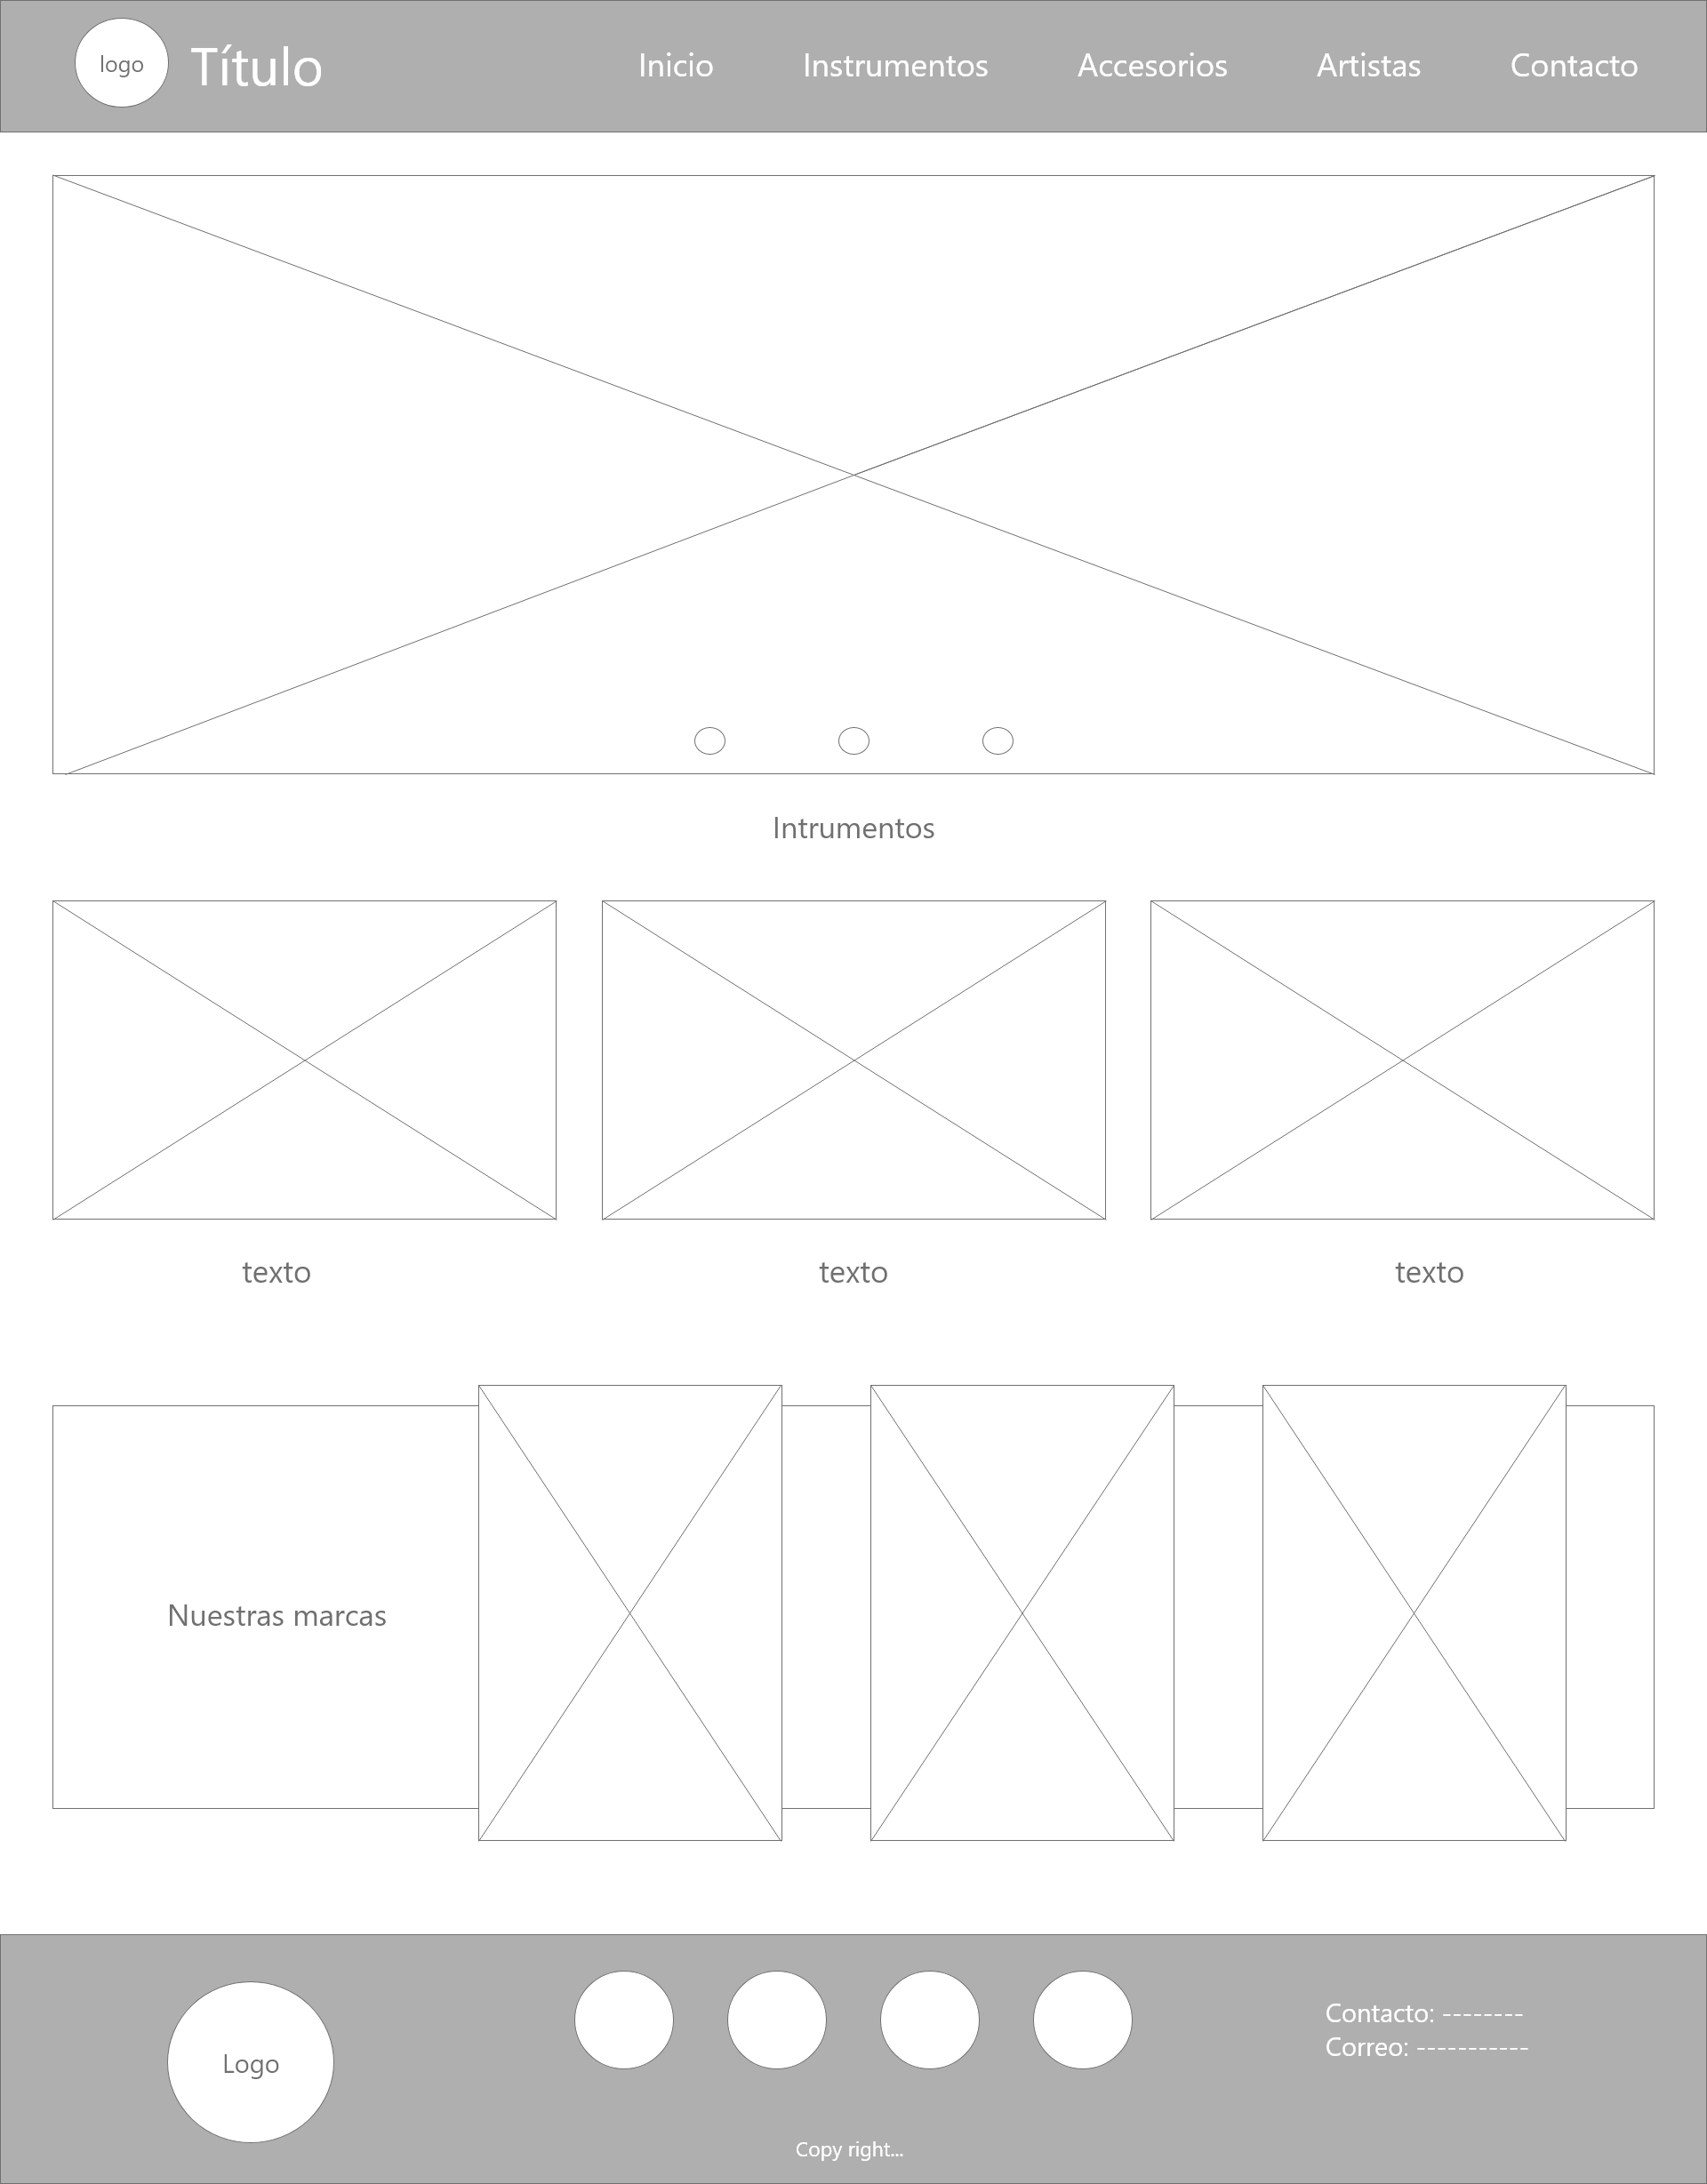 logo
Título
Inicio
Instrumentos
Accesorios
Artistas
Contacto
Intrumentos
texto
texto
texto
Nuestras marcas
Logo
Contacto: --------
Correo: -----------
Copy right...